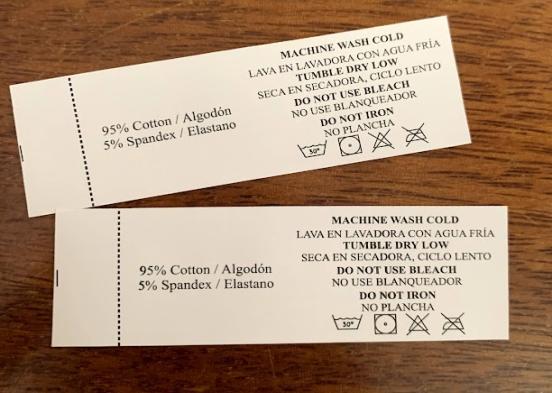 MACHINE WASH COLD
LAVA EN LAVADORA CON AGUA FRÍA
TUMBLE DRY LOW
SECA EN SECADORA, CICLO LENTO
DO NOT USE BLEACH
NO USE BLANQUEADOR
DO NOT IRON
NO PLANCHA
95% Cotton / Algodón
5% Spandex / Elastano
30°
MACHINE WASH COLD
LAVA EN LAVADORA CON AGUA FRÍA
TUMBLE DRY LOW
SECA EN SECADORA, CICLO LENTO
DO NOT USE BLEACH
NO USE BLANQUEADOR
DO NOT IRON
NO PLANCHA
95% Cotton / Algodón
5% Spandex / Elastano
30°